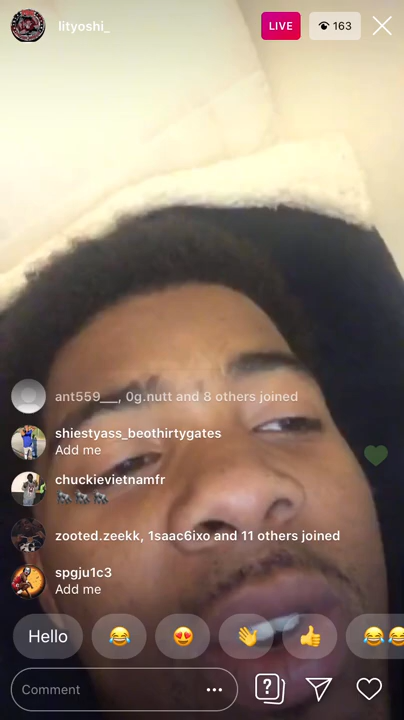 lityoshi_
LIVE
163
ant559___, 0g.nutt and 8 others joined
shiestyass_beothirtygates
Add me
chuckievietnamfr
🦍🦍🦍
zooted.zeekk, 1saac6ixo and 11 others joined
spgju1c3
Add me
Hello 😂 😍 👋 👍 😂😂
Comment